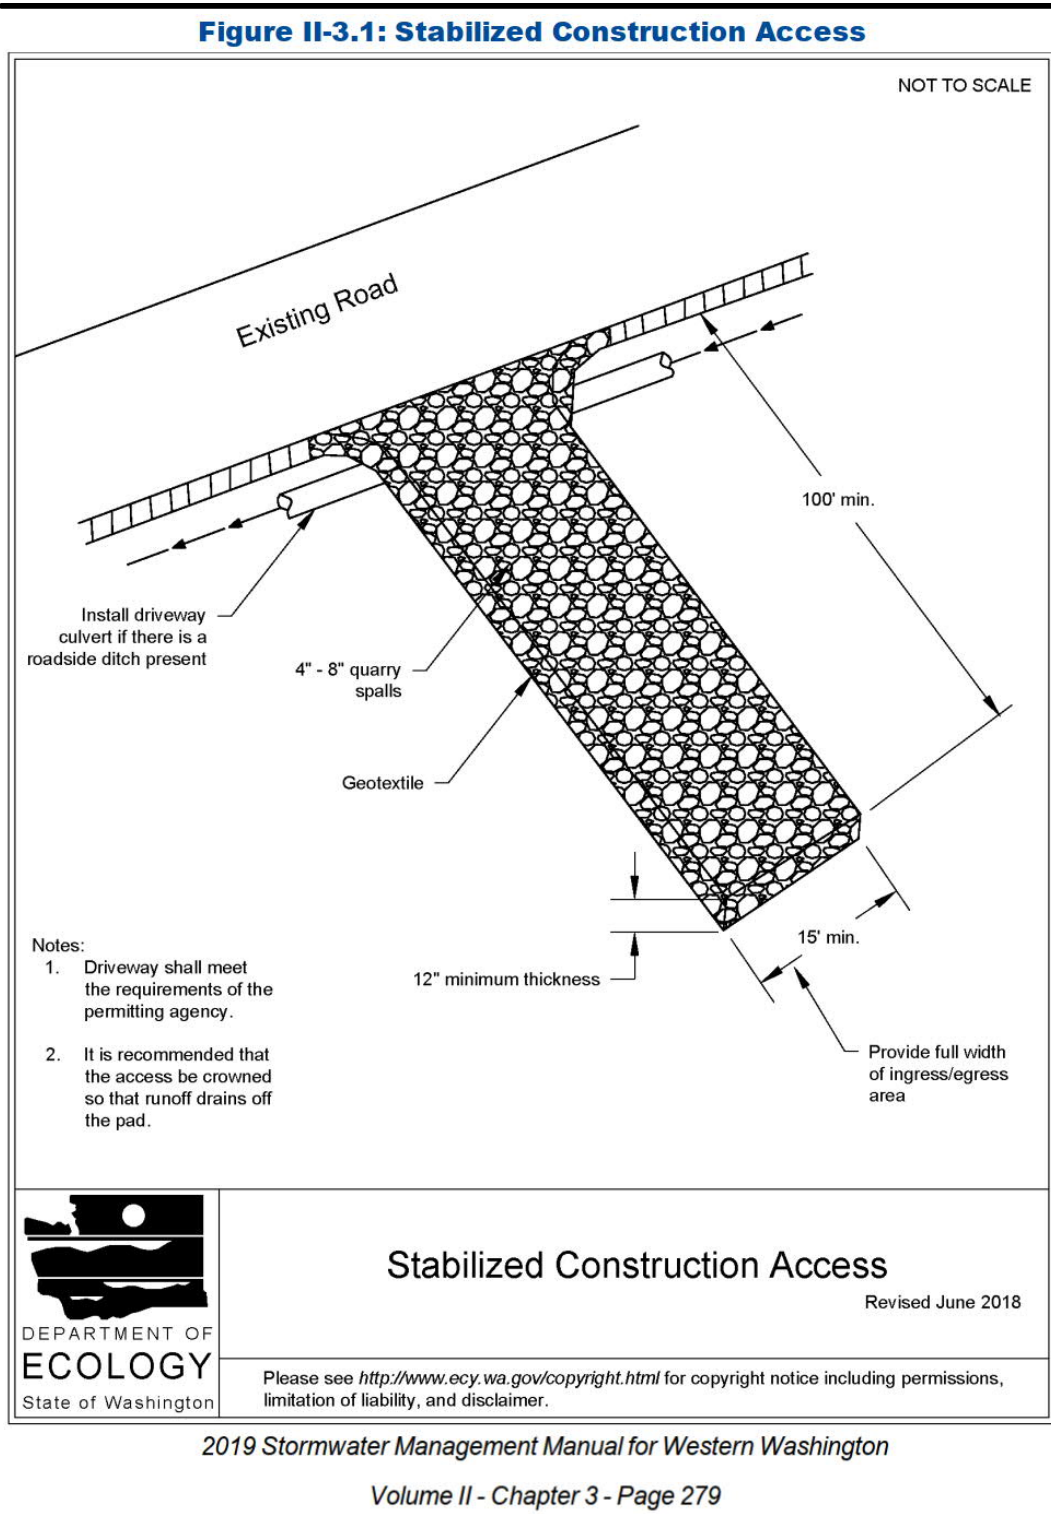 Figure II-3.1: Stabilized Construction Access
NOT TO SCALE
Existing Road
100' min.
Install driveway
culvert if there is a
roadside ditch present
4" - 8" quarry
spalls
Geotextile
15' min.
12" minimum thickness
Provide full width
of ingress/egress
area
Notes:
1. Driveway shall meet
the requirements of the
permitting agency.
2. It is recommended that
the access be crowned
so that runoff drains off
the pad.
DEPARTMENT OF
ECOLOGY
State of Washington
Stabilized Construction Access
Revised June 2018
Please see http://www.ecy.wa.gov/copyright.html for copyright notice including permissions,
limitation of liability, and disclaimer.
2019 Stormwater Management Manual for Western Washington
Volume II - Chapter 3 - Page 279